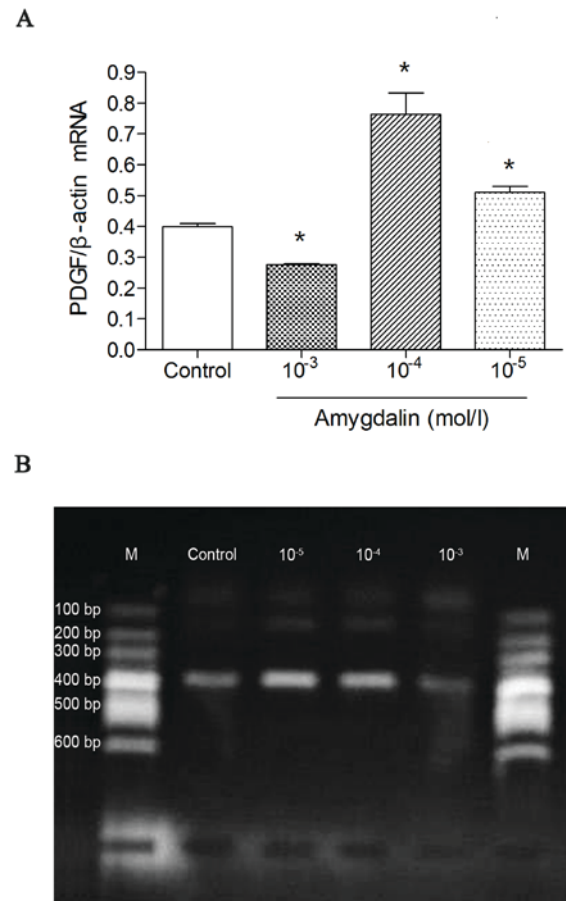 A
PDGF/β-actin mRNA
0.9
0.8
0.7
0.6
0.5
0.4
0.3
0.2
0.1
0.0
* * *
Control 10⁻³ 10⁻⁴ 10⁻⁵
Amygdalin (mol/l)
B
M Control 10⁻⁵ 10⁻⁴ 10⁻³ M
100 bp
200 bp
300 bp
400 bp
500 bp
600 bp